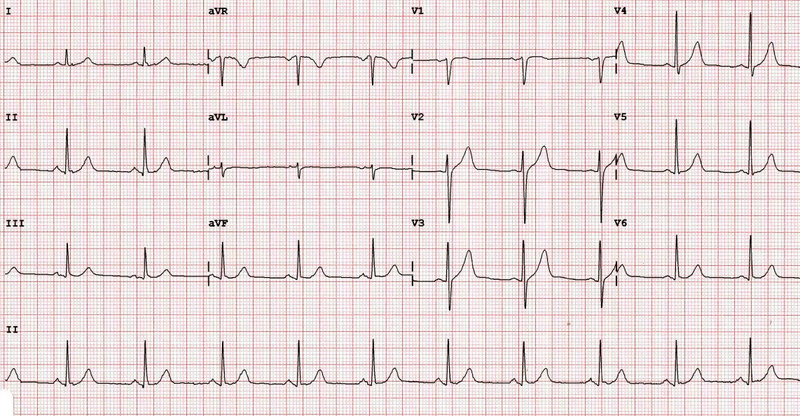 I aVR V1 V4
II aVL V2 V5
III aVF V3 V6
II